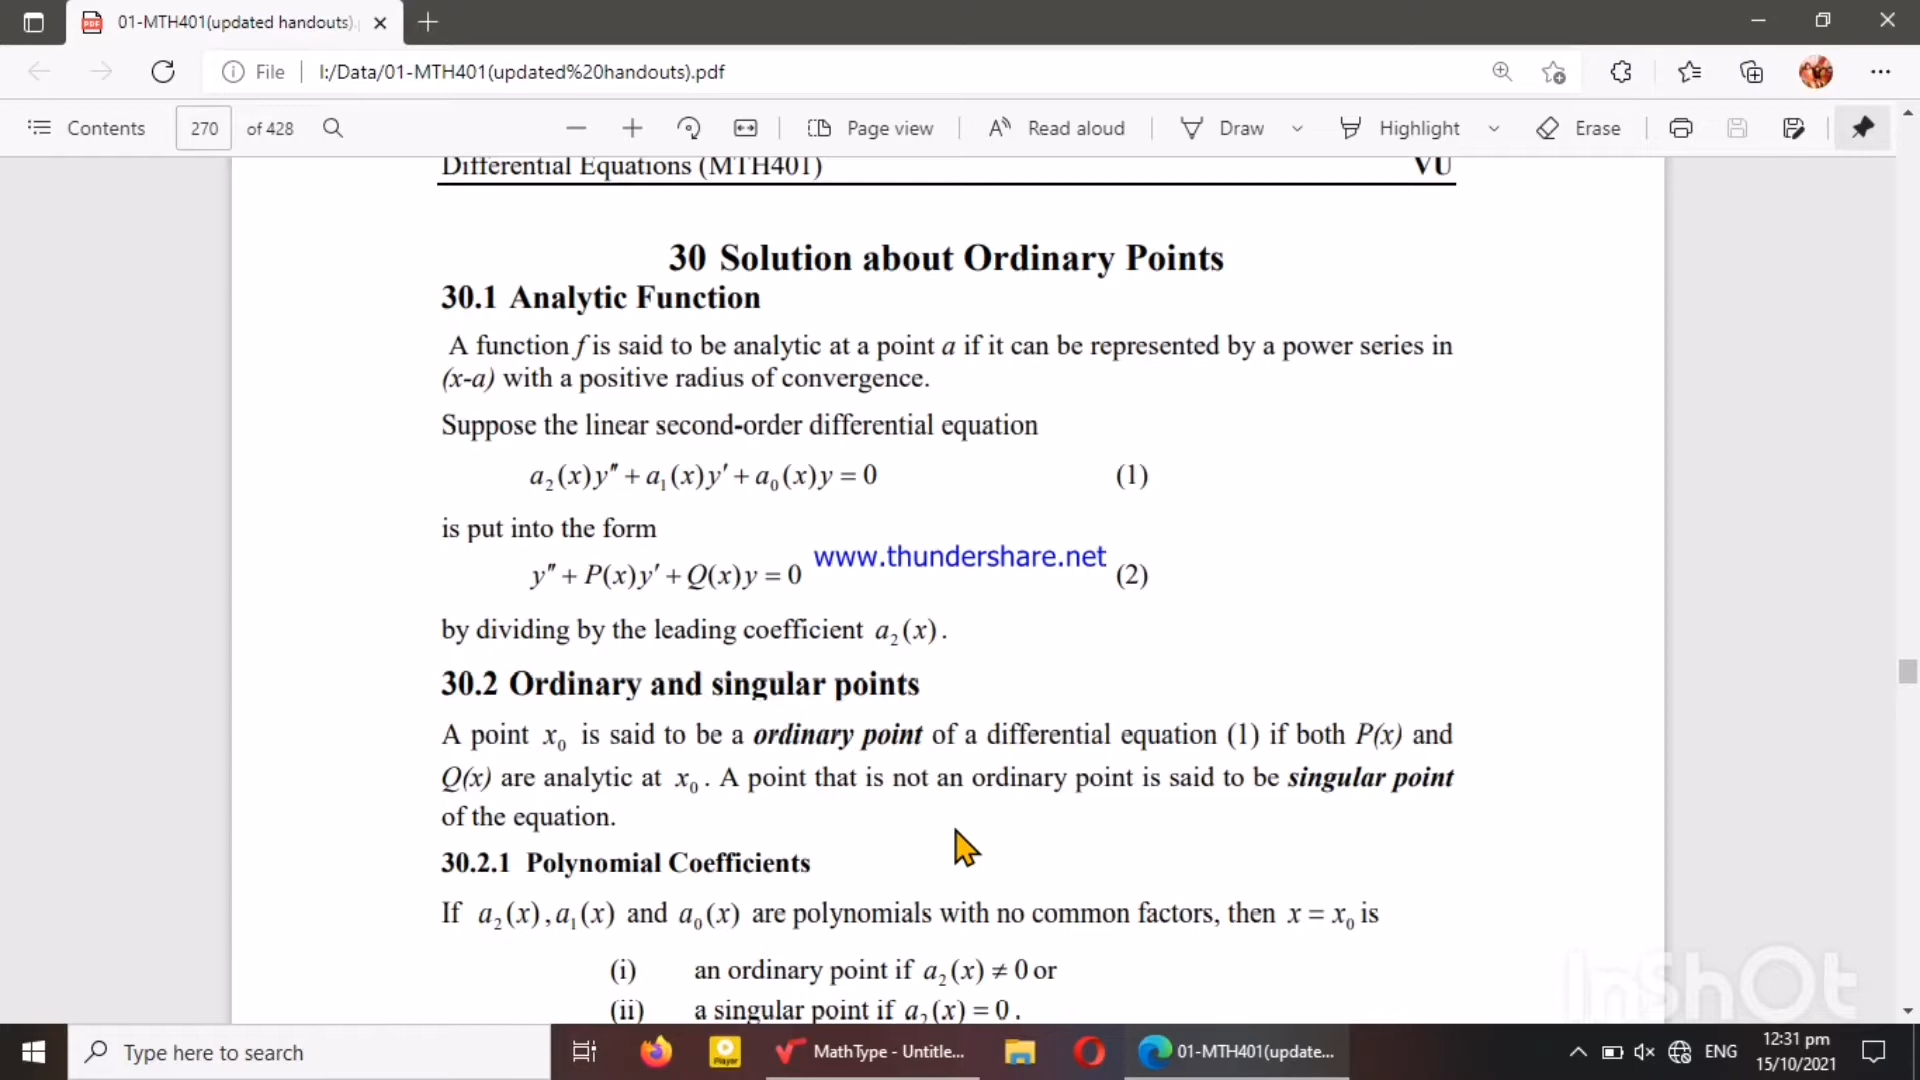 01-MTH401(updated handouts).
File
I:/Data/01-MTH401(updated%20handouts).pdf
Contents
270
of 428
Page view
Read aloud
Draw
Highlight
Erase
Differential Equations (MTH401) VU
30 Solution about Ordinary Points
30.1 Analytic Function
A function f is said to be analytic at a point a if it can be represented by a power series in
(x-a) with a positive radius of convergence.
Suppose the linear second-order differential equation
a₂(x)y″ + a₁(x)y′ + a₀(x)y = 0 (1)
is put into the form
www.thundershare.net
y″ + P(x)y′ + Q(x)y = 0 (2)
by dividing by the leading coefficient a₂(x).
30.2 Ordinary and singular points
A point x₀ is said to be a ordinary point of a differential equation (1) if both P(x) and
Q(x) are analytic at x₀. A point that is not an ordinary point is said to be singular point
of the equation.
30.2.1 Polynomial Coefficients
If a₂(x), a₁(x) and a₀(x) are polynomials with no common factors, then x = x₀ is
(i) an ordinary point if a₂(x) ≠ 0 or
(ii) a singular point if a₂(x) = 0.
InShOt
Type here to search
Player
MathType - Untitle...
01-MTH401(update...
ENG
12:31 pm
15/10/2021